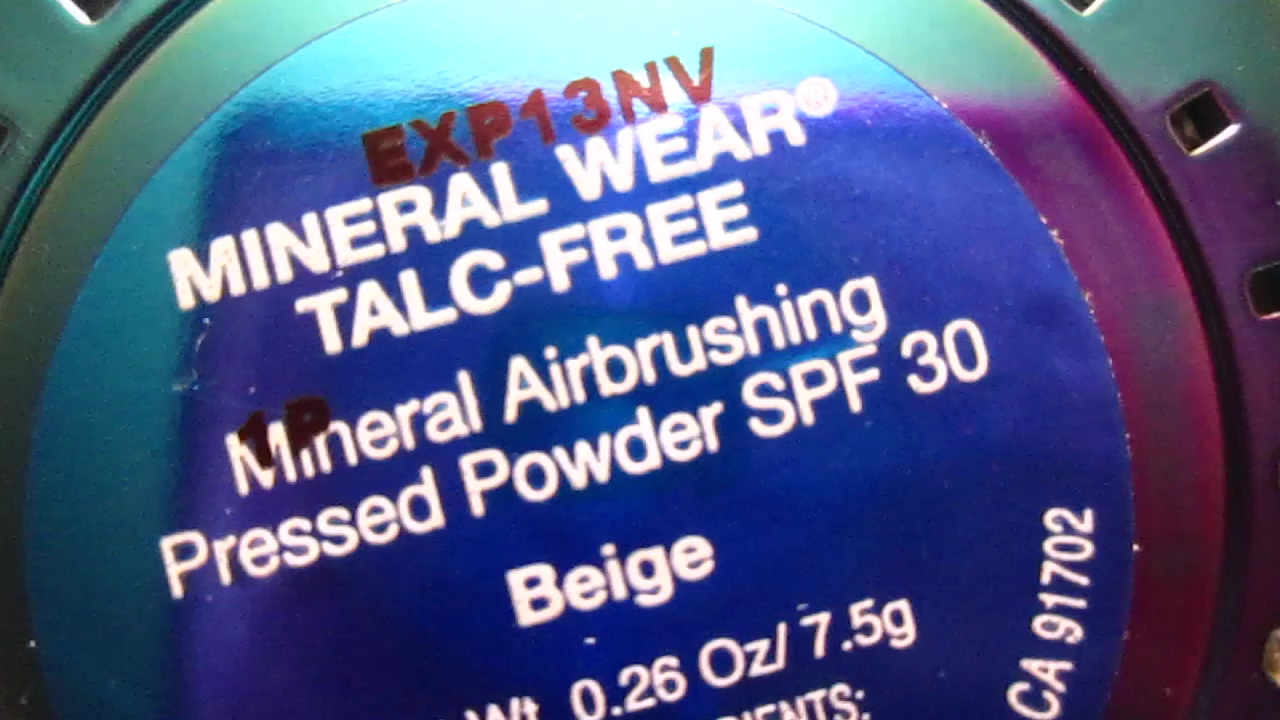 EXP13NV
MINERAL WEAR®
TALC-FREE
1P
Mineral Airbrushing
Pressed Powder SPF 30
Beige
Wt. 0.26 Oz/ 7.5g
CA 91702